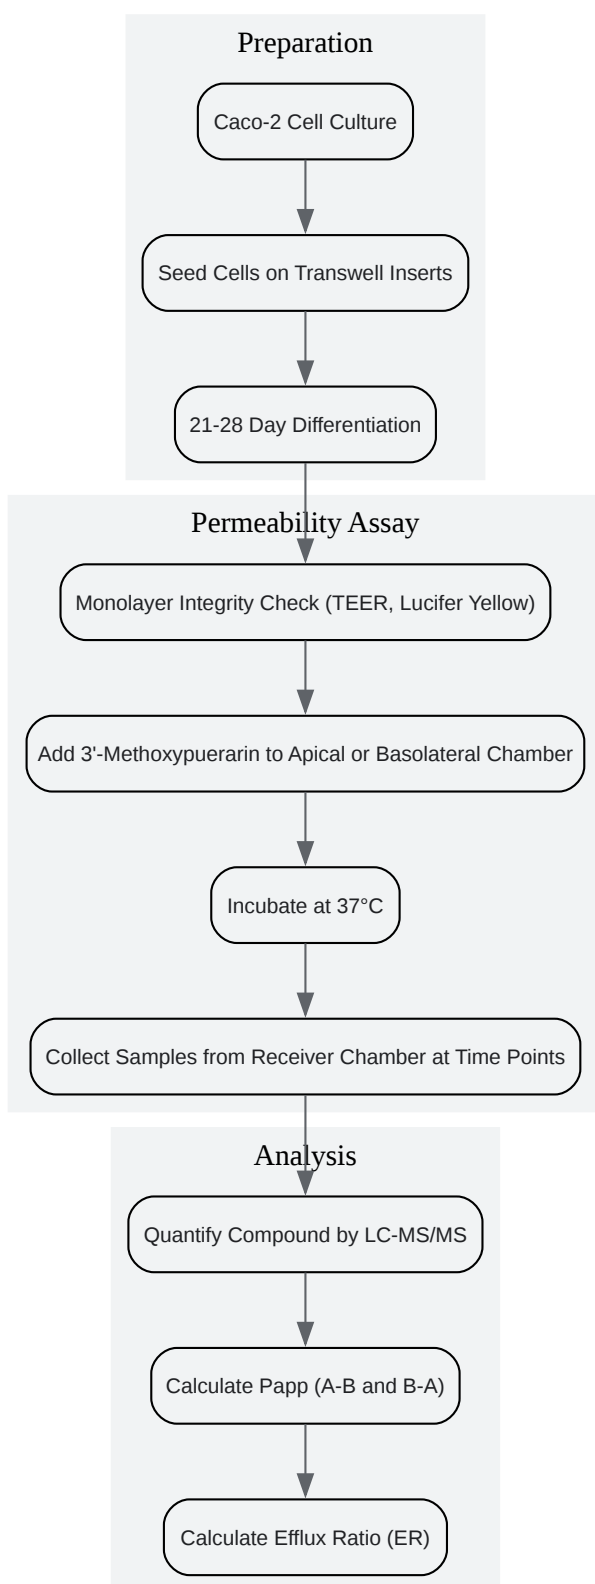 Preparation
Caco-2 Cell Culture
Seed Cells on Transwell Inserts
21-28 Day Differentiation
Permeability Assay
Monolayer Integrity Check (TEER, Lucifer Yellow)
Add 3'-Methoxypuerarin to Apical or Basolateral Chamber
Incubate at 37°C
Collect Samples from Receiver Chamber at Time Points
Analysis
Quantify Compound by LC-MS/MS
Calculate Papp (A-B and B-A)
Calculate Efflux Ratio (ER)